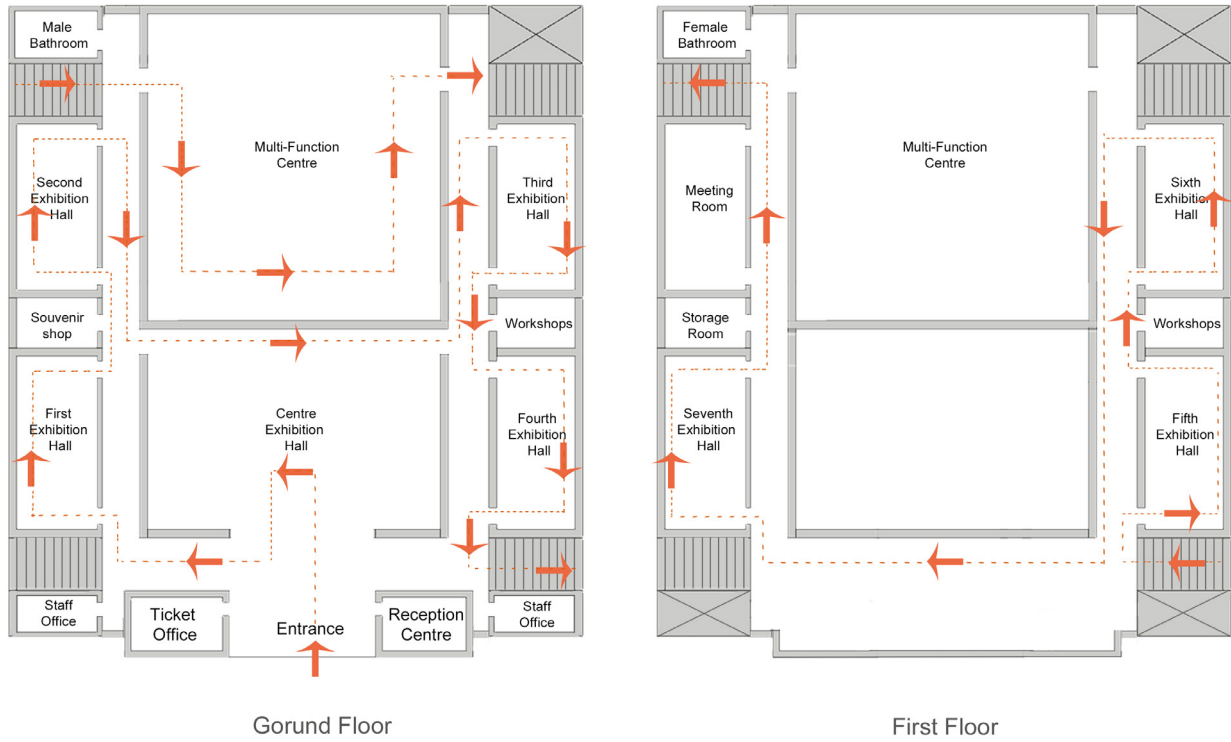 Male
Bathroom
Multi-Function
Centre
Second
Exhibition
Hall
Third
Exhibition
Hall
Souvenir
shop
Workshops
First
Exhibition
Hall
Centre
Exhibition
Hall
Fourth
Exhibition
Hall
Staff
Office
Ticket
Office
Entrance
Reception
Centre
Staff
Office
Gorund Floor
Female
Bathroom
Multi-Function
Centre
Meeting
Room
Sixth
Exhibition
Hall
Storage
Room
Workshops
Seventh
Exhibition
Hall
Fifth
Exhibition
Hall
First Floor